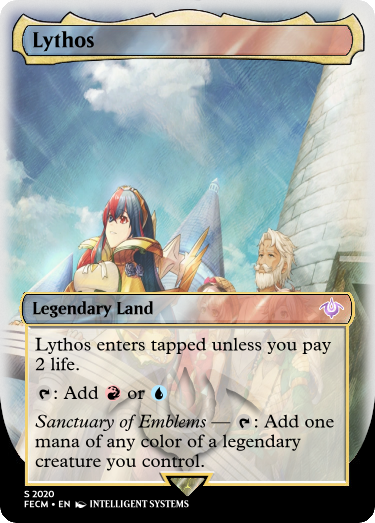 Lythos
Legendary Land
Lythos enters tapped unless you pay
2 life.
: Add or
Sanctuary of Emblems — : Add one
mana of any color of a legendary
creature you control.
S 2020
FECM • EN INTELLIGENT SYSTEMS